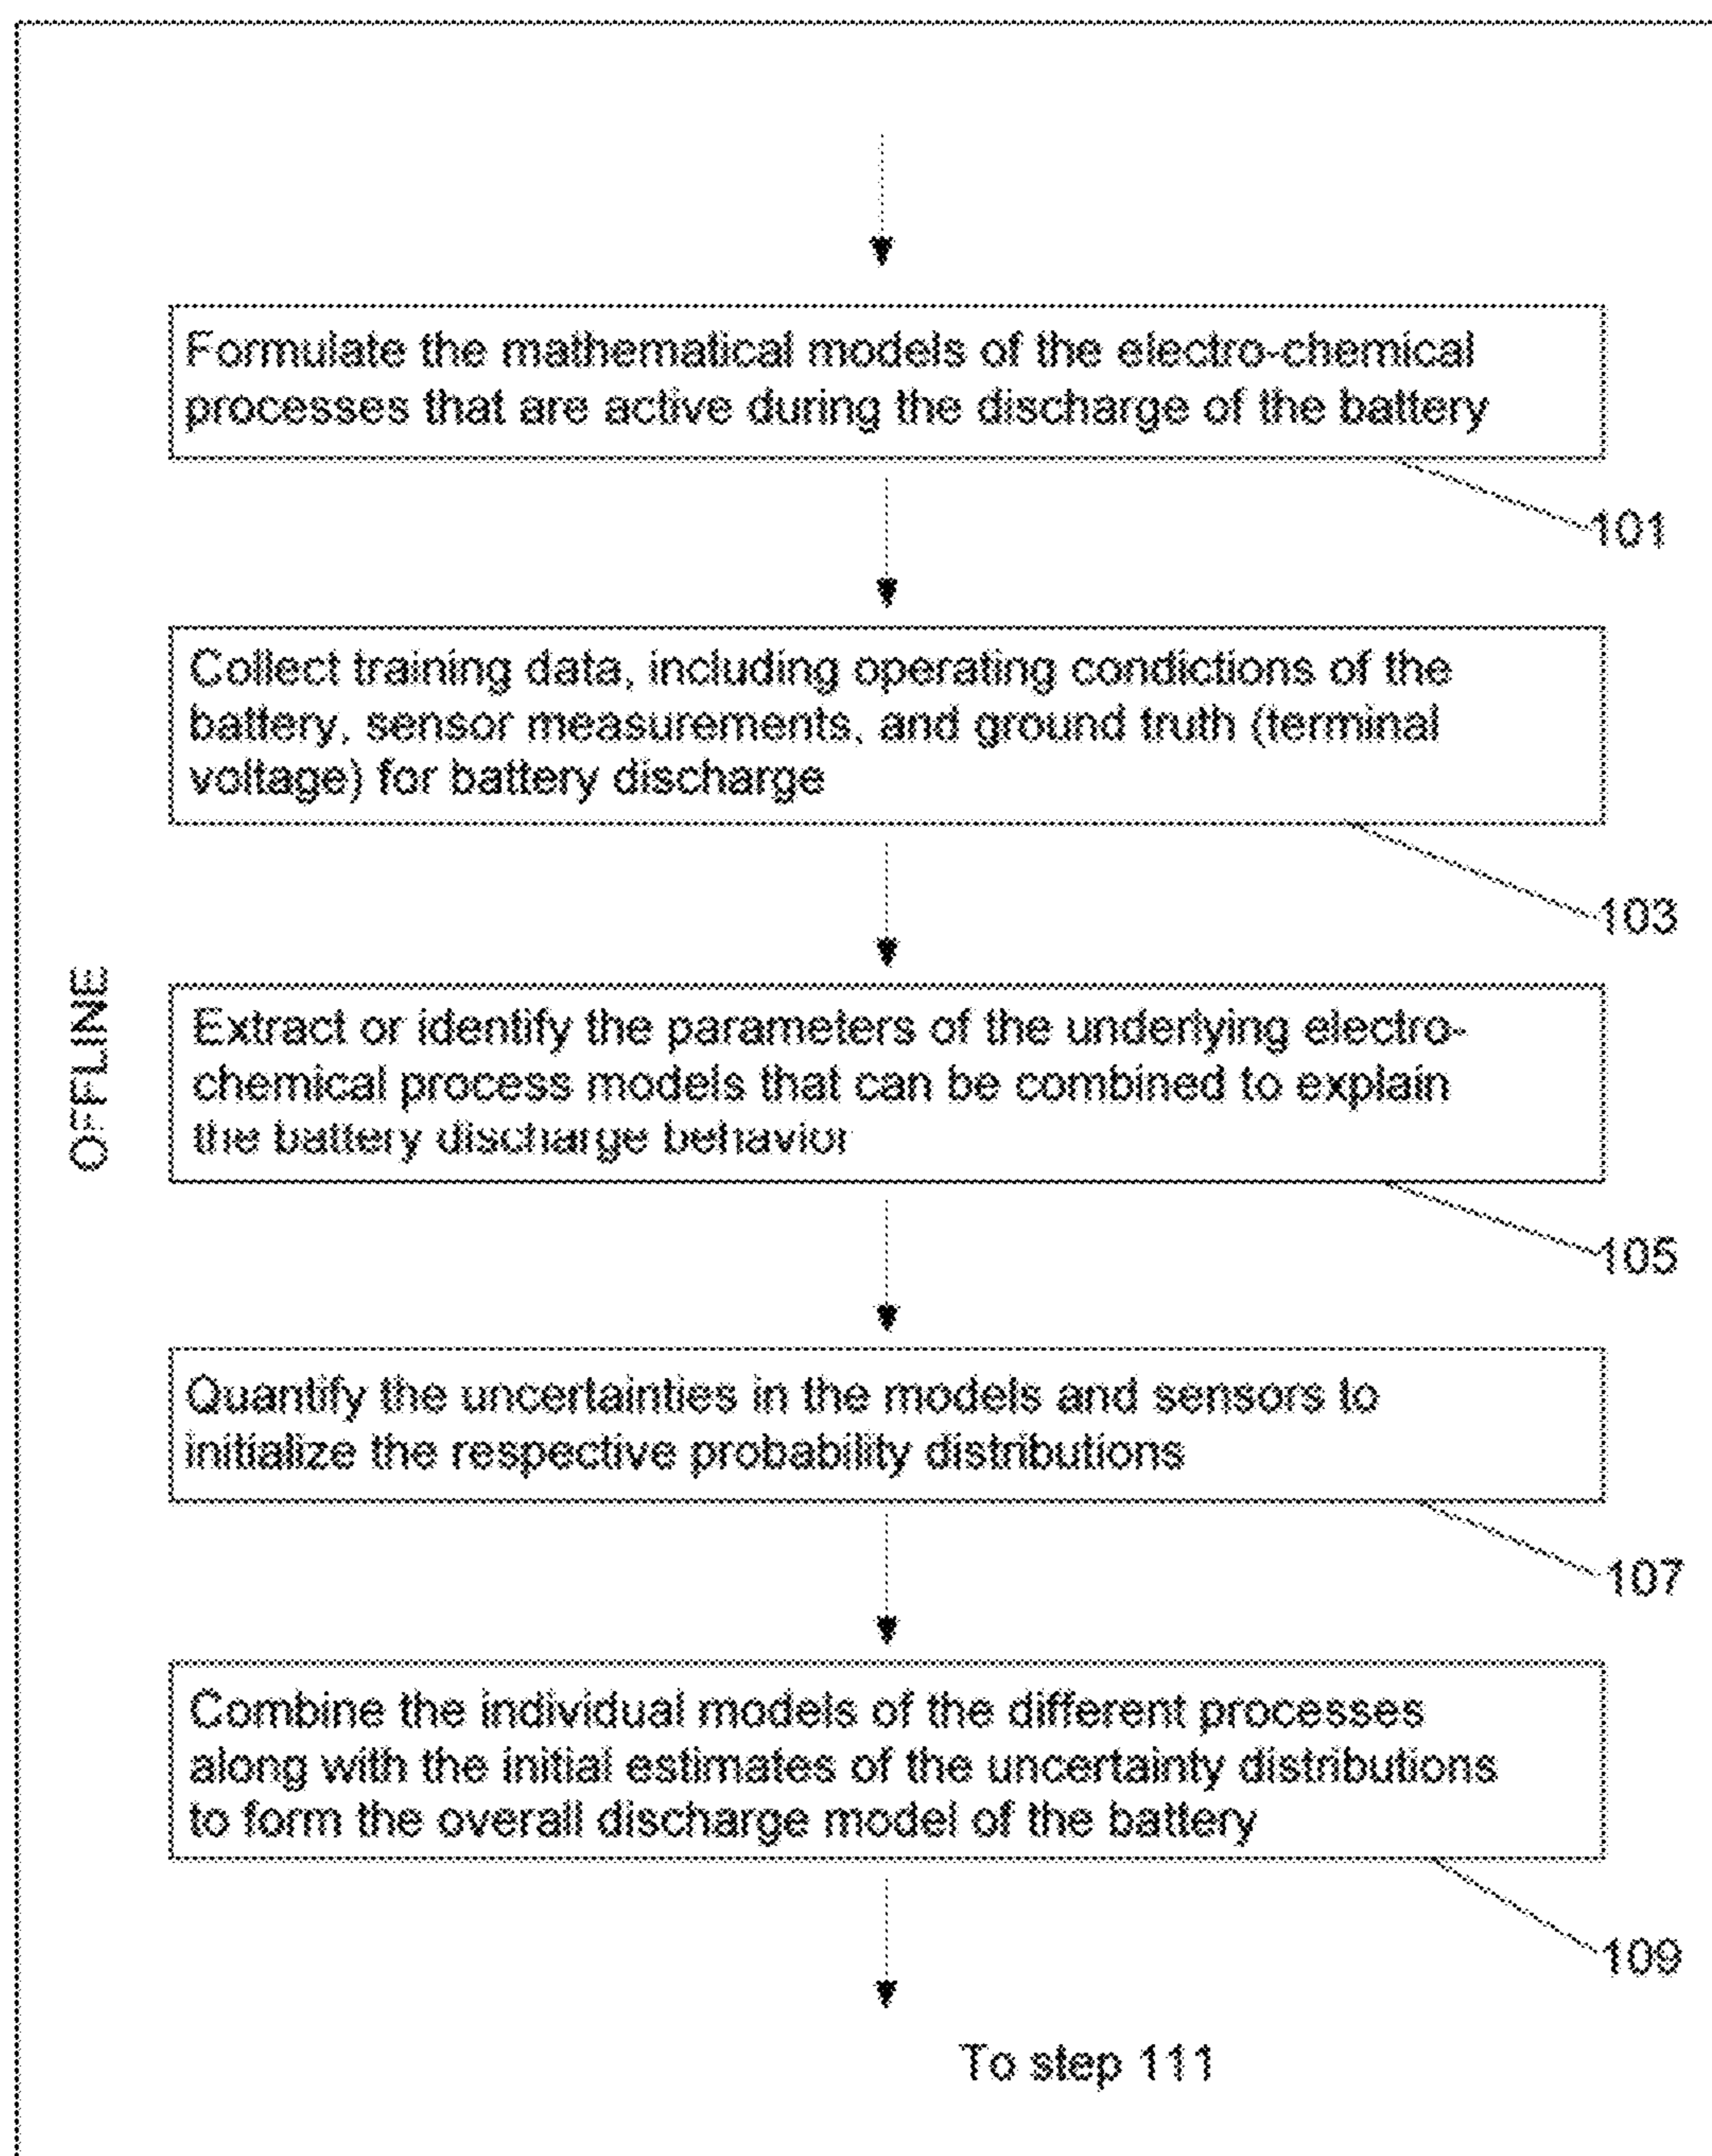 Formulate the mathematical models of the electro-chemical
processes that are active during the discharge of the battery
101
Collect training data, including operating condictions of the
battery, sensor measurements, and ground truth (terminal
voltage) for battery discharge
103
OFFLINE
Extract or identify the parameters of the underlying electro-
chemical process models that can be combined to explain
the battery discharge behavior
105
Quantify the uncertainties in the models and sensors to
initialize the respective probability distributions
107
Combine the individual models of the different processes
along with the initial estimates of the uncertainty distributions
to form the overall discharge model of the battery
109
To step 111